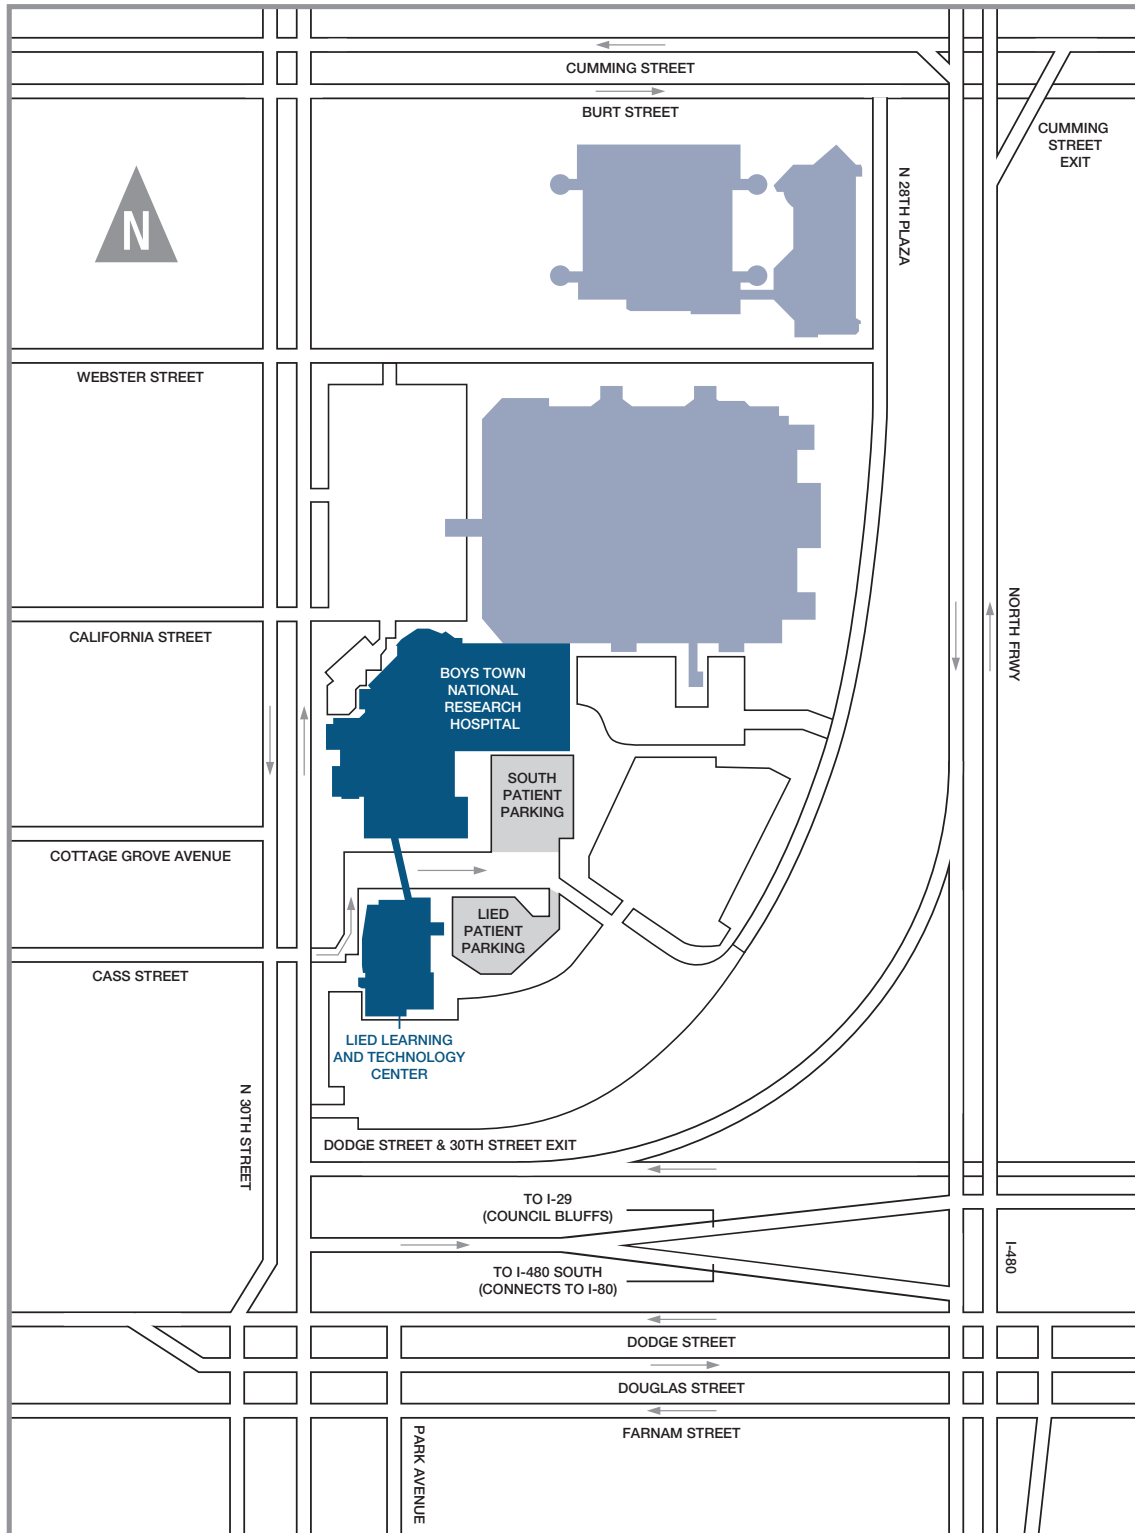 CUMMING STREET
BURT STREET
CUMMING
STREET
EXIT
N
N 28TH PLAZA
WEBSTER STREET
CALIFORNIA STREET
NORTH FRWY
BOYS TOWN
NATIONAL
RESEARCH
HOSPITAL
SOUTH
PATIENT
PARKING
COTTAGE GROVE AVENUE
LIED
PATIENT
PARKING
CASS STREET
LIED LEARNING
AND TECHNOLOGY
CENTER
N 30TH STREET
DODGE STREET & 30TH STREET EXIT
TO I-29
(COUNCIL BLUFFS)
I-480
TO I-480 SOUTH
(CONNECTS TO I-80)
DODGE STREET
DOUGLAS STREET
FARNAM STREET
PARK AVENUE